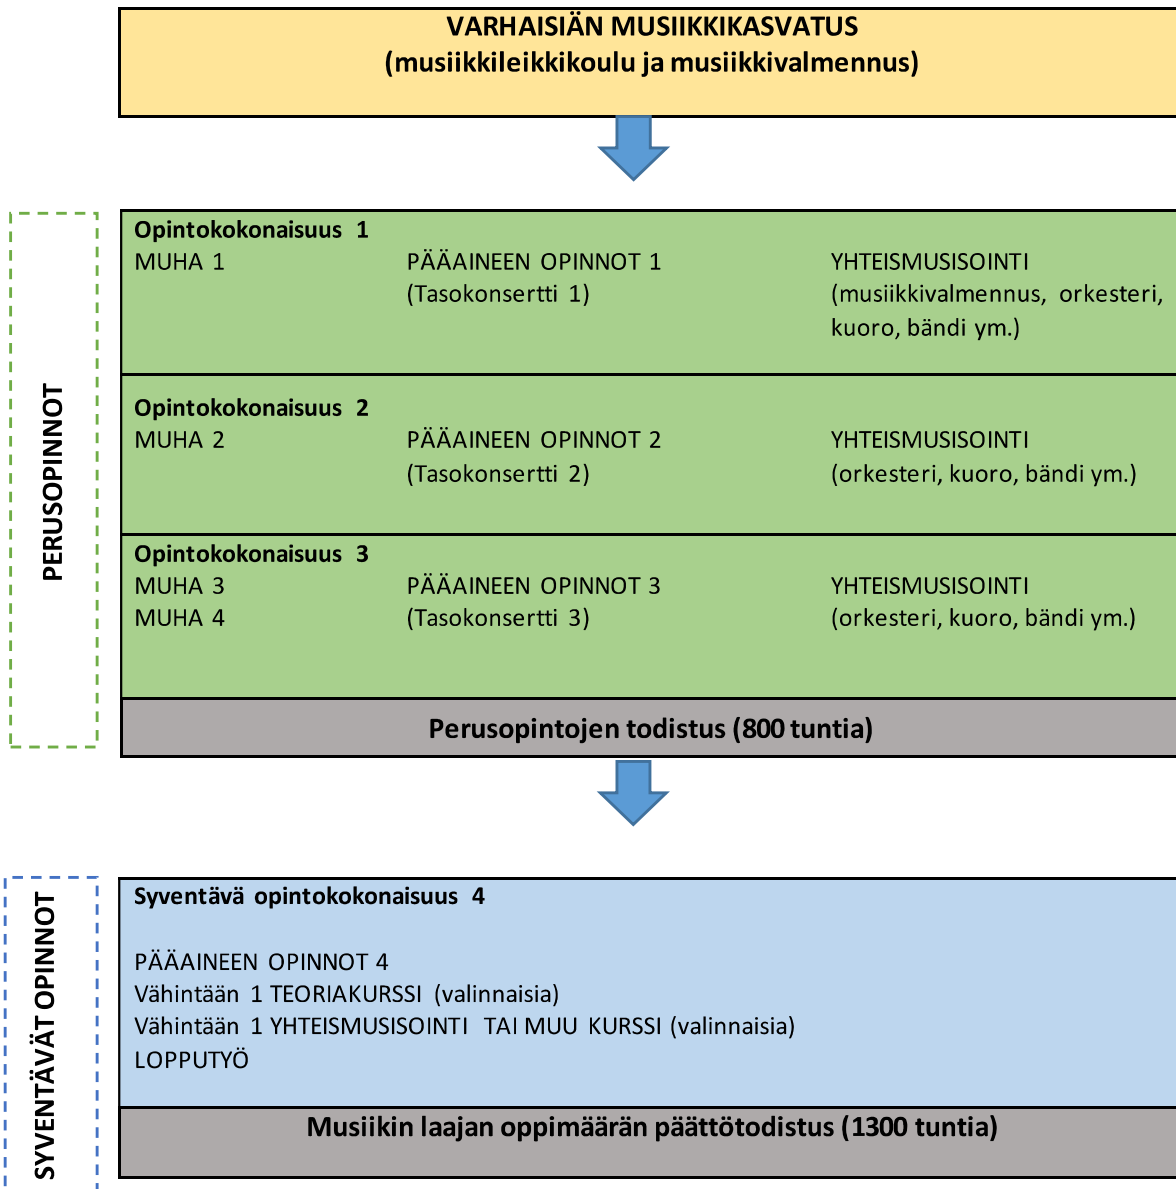 VARHAISIÄN MUSIIKKIKASVATUS
(musiikkileikkikoulu ja musiikkivalmennus)
PERUSOPINNOT
Opintokokonaisuus 1
MUHA 1 PÄÄAINEEN OPINNOT 1 YHTEISMUSISOINTI
(Tasokonsertti 1) (musiikkivalmennus, orkesteri,
kuoro, bändi ym.)
Opintokokonaisuus 2
MUHA 2 PÄÄAINEEN OPINNOT 2 YHTEISMUSISOINTI
(Tasokonsertti 2) (orkesteri, kuoro, bändi ym.)
Opintokokonaisuus 3
MUHA 3 PÄÄAINEEN OPINNOT 3 YHTEISMUSISOINTI
MUHA 4 (Tasokonsertti 3) (orkesteri, kuoro, bändi ym.)
Perusopintojen todistus (800 tuntia)
SYVENTÄVÄT OPINNOT
Syventävä opintokokonaisuus 4
PÄÄAINEEN OPINNOT 4
Vähintään 1 TEORIAKURSSI (valinnaisia)
Vähintään 1 YHTEISMUSISOINTI TAI MUU KURSSI (valinnaisia)
LOPPUTYÖ
Musiikin laajan oppimäärän päättötodistus (1300 tuntia)